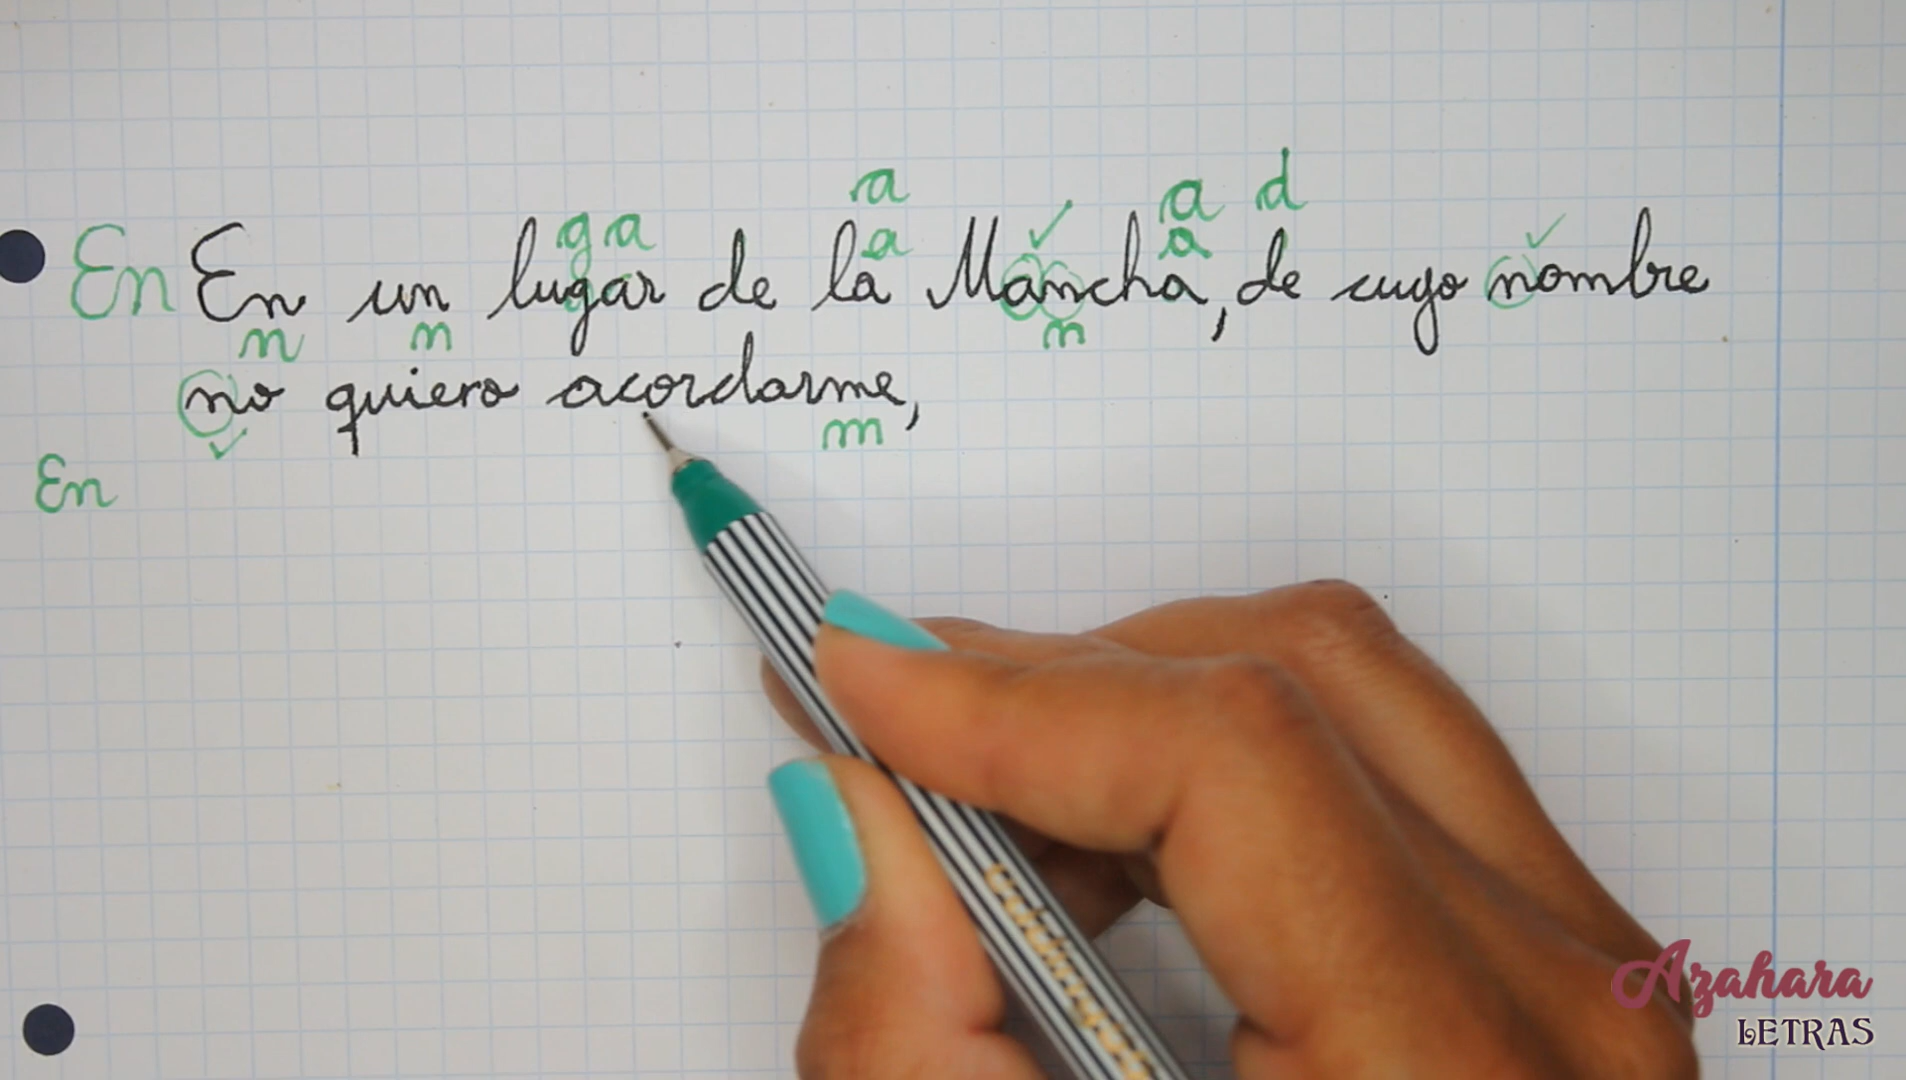 a a d
g a ✓ a a ✓
En En un lugar de la Mancha, de cuyo nombre
n n n
no quiero acordarme,
✓ m
En
Azahara
LETRAS